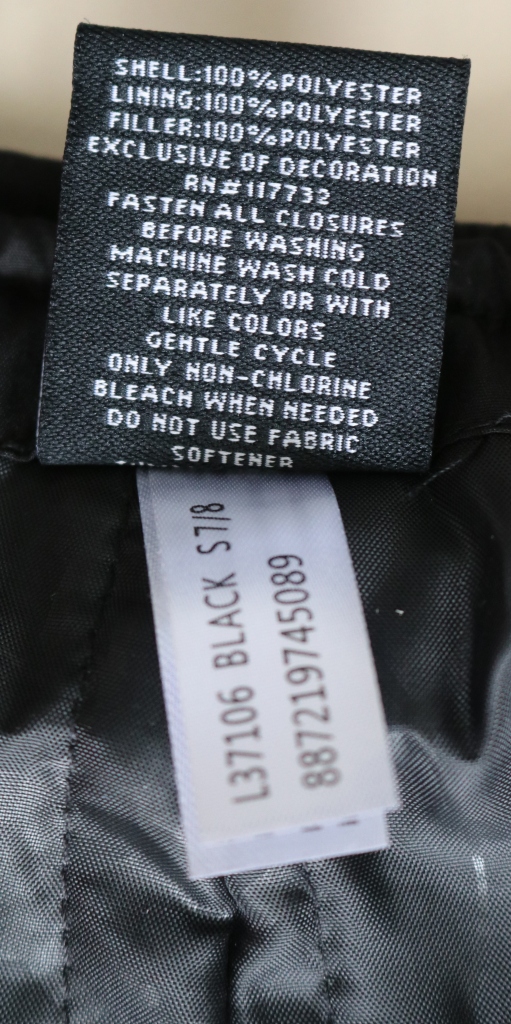 SHELL:100%POLYESTER
LINING:100%POLYESTER
FILLER:100%POLYESTER
EXCLUSIVE OF DECORATION
RN#117732
FASTEN ALL CLOSURES
BEFORE WASHING
MACHINE WASH COLD
SEPARATELY OR WITH
LIKE COLORS
GENTLE CYCLE
ONLY NON-CHLORINE
BLEACH WHEN NEEDED
DO NOT USE FABRIC
SOFTENER
L37106 BLACK S7/8
887219745089